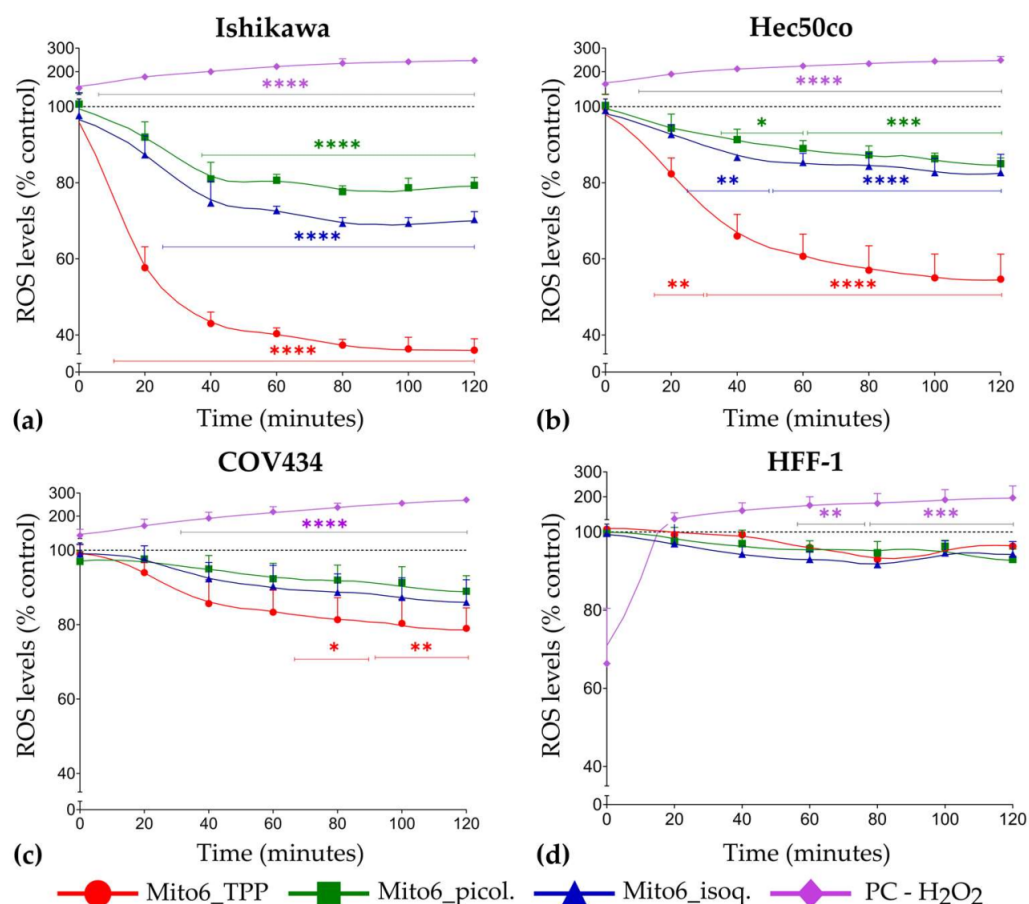 Ishikawa
ROS levels (% control)
300
200
100
80
60
40
0
****
****
****
****
0 20 40 60 80 100 120
Time (minutes)
(a)
Hec50co
ROS levels (% control)
300
200
100
80
60
40
0
****
* ***
** ****
** ****
0 20 40 60 80 100 120
Time (minutes)
(b)
COV434
ROS levels (% control)
300
200
100
80
60
40
0
****
* **
0 20 40 60 80 100 120
Time (minutes)
(c)
HFF-1
ROS levels (% control)
300
200
100
80
60
40
0
** ***
0 20 40 60 80 100 120
Time (minutes)
(d)
Mito6_TPP Mito6_picol. Mito6_isoq. PC - H₂O₂